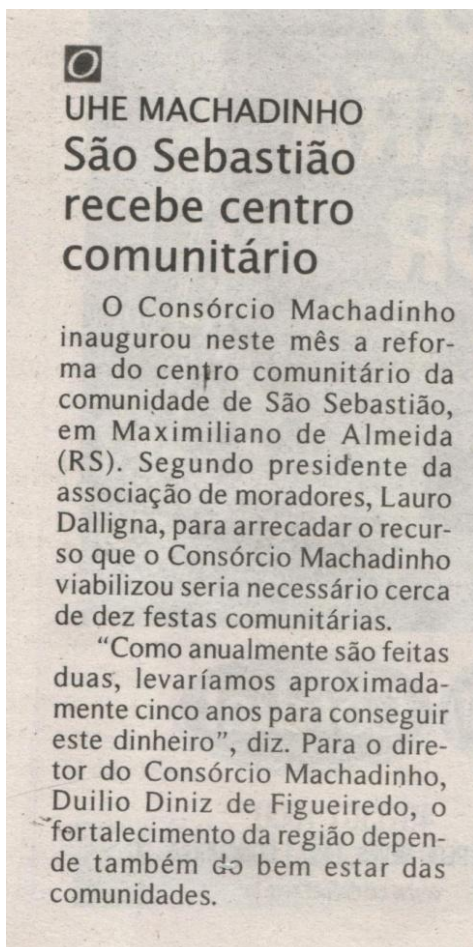 O
UHE MACHADINHO
São Sebastião
recebe centro
comunitário
O Consórcio Machadinho
inaugurou neste mês a refor-
ma do centro comunitário da
comunidade de São Sebastião,
em Maximiliano de Almeida
(RS). Segundo presidente da
associação de moradores, Lauro
Dalligna, para arrecadar o recur-
so que o Consórcio Machadinho
viabilizou seria necessário cerca
de dez festas comunitárias.
“Como anualmente são feitas
duas, levaríamos aproximada-
mente cinco anos para conseguir
este dinheiro”, diz. Para o dire-
tor do Consórcio Machadinho,
Duilio Diniz de Figueiredo, o
fortalecimento da região depen-
de também do bem estar das
comunidades.